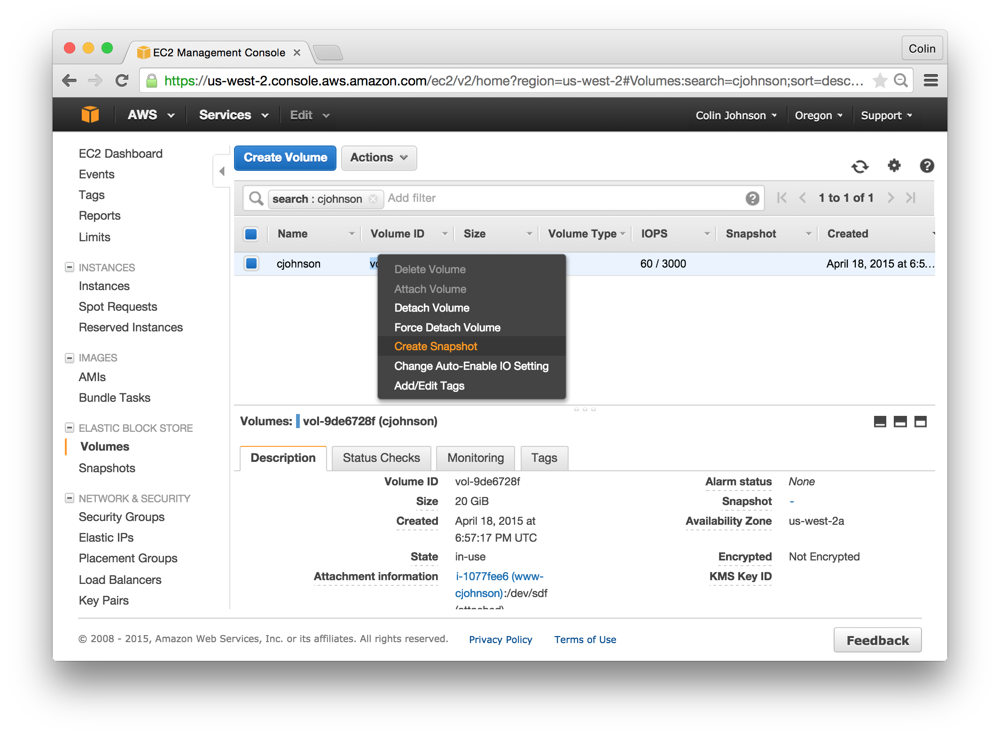 EC2 Management Console
Colin
https://us-west-2.console.aws.amazon.com/ec2/v2/home?region=us-west-2#Volumes:search=cjohnson;sort=desc...
AWS Services Edit Colin Johnson Oregon Support
EC2 Dashboard
Events
Tags
Reports
Limits
INSTANCES
Instances
Spot Requests
Reserved Instances
IMAGES
AMIs
Bundle Tasks
ELASTIC BLOCK STORE
Volumes
Snapshots
NETWORK & SECURITY
Security Groups
Elastic IPs
Placement Groups
Load Balancers
Key Pairs
Create Volume Actions
search : cjohnson Add filter 1 to 1 of 1
Name Volume ID Size Volume Type IOPS Snapshot Created
cjohnson 60 / 3000 April 18, 2015 at 6:5...
Delete Volume
Attach Volume
Detach Volume
Force Detach Volume
Create Snapshot
Change Auto-Enable IO Setting
Add/Edit Tags
Volumes: vol-9de6728f (cjohnson)
Description Status Checks Monitoring Tags
Volume ID vol-9de6728f
Size 20 GiB
Created April 18, 2015 at
6:57:17 PM UTC
State in-use
Attachment information i-1077fee6 (www-
cjohnson):/dev/sdf
(attached)
Alarm status None
Snapshot -
Availability Zone us-west-2a
Encrypted Not Encrypted
KMS Key ID
© 2008 - 2015, Amazon Web Services, Inc. or its affiliates. All rights reserved. Privacy Policy Terms of Use Feedback